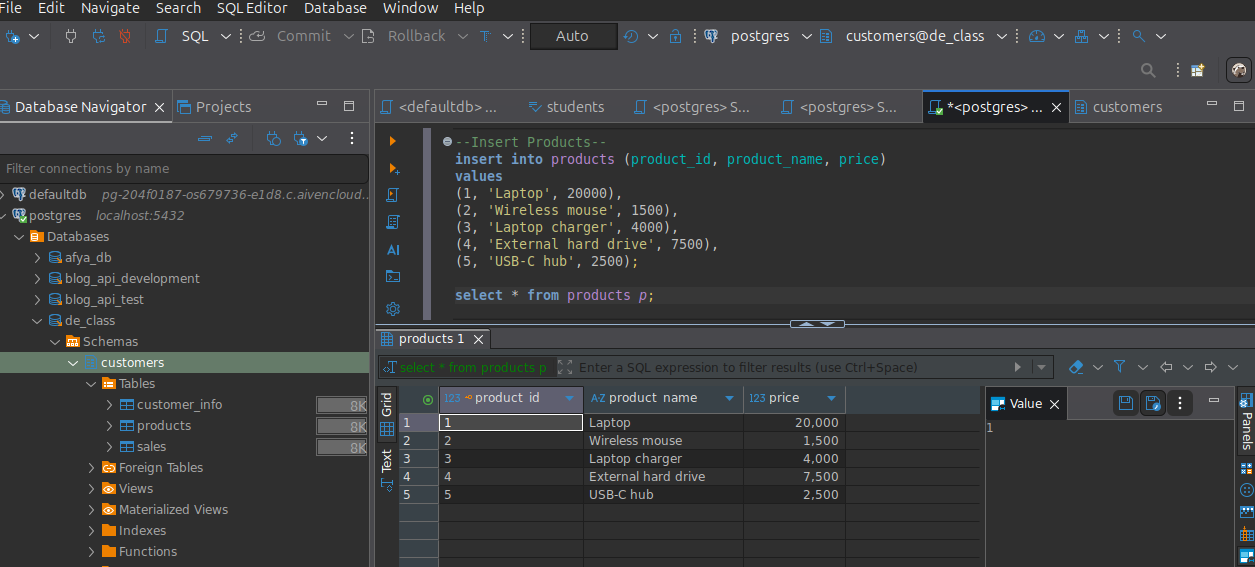 File Edit Navigate Search SQL Editor Database Window Help
SQL Commit Rollback T Auto postgres customers@de_class
Database Navigator Projects
<defaultdb> ... students <postgres> S... <postgres> S... *<postgres> ... customers
Filter connections by name
defaultdb pg-204f0187-os679736-e1d8.c.aivencloud...
postgres localhost:5432
Databases
afya_db
blog_api_development
blog_api_test
de_class
Schemas
customers
Tables
customer_info 8K
products 8K
sales 8K
Foreign Tables
Views
Materialized Views
Indexes
Functions
AI
--Insert Products--
insert into products (product_id, product_name, price)
values
(1, 'Laptop', 20000),
(2, 'Wireless mouse', 1500),
(3, 'Laptop charger', 4000),
(4, 'External hard drive', 7500),
(5, 'USB-C hub', 2500);
select * from products p;
products 1
select * from products p Enter a SQL expression to filter results (use Ctrl+Space)
Grid
Text
123 product_id A-Z product_name 123 price
1 1 Laptop 20,000
2 2 Wireless mouse 1,500
3 3 Laptop charger 4,000
4 4 External hard drive 7,500
5 5 USB-C hub 2,500
Value
1
Panels